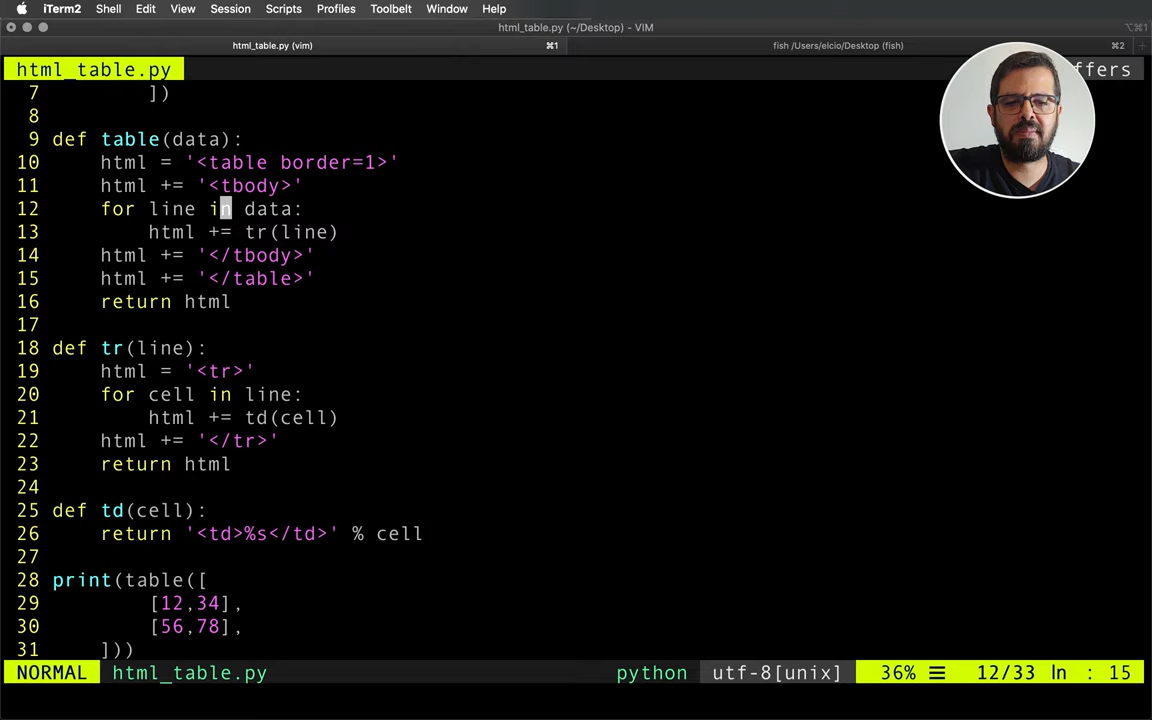 iTerm2 Shell Edit View Session Scripts Profiles Toolbelt Window Help
html_table.py (~/Desktop) - VIM ⌥⌘1
html_table.py (vim) ⌘1 fish /Users/elcio/Desktop (fish) ⌘2
html_table.py ffers
7         ])
8
9 def table(data):
10     html = '<table border=1>'
11     html += '<tbody>'
12     for line in data:
13         html += tr(line)
14     html += '</tbody>'
15     html += '</table>'
16     return html
17
18 def tr(line):
19     html = '<tr>'
20     for cell in line:
21         html += td(cell)
22     html += '</tr>'
23     return html
24
25 def td(cell):
26     return '<td>%s</td>' % cell
27
28 print(table([
29         [12,34],
30         [56,78],
31     ]))
NORMAL html_table.py python utf-8[unix] 36% ☰ 12/33 ln : 15